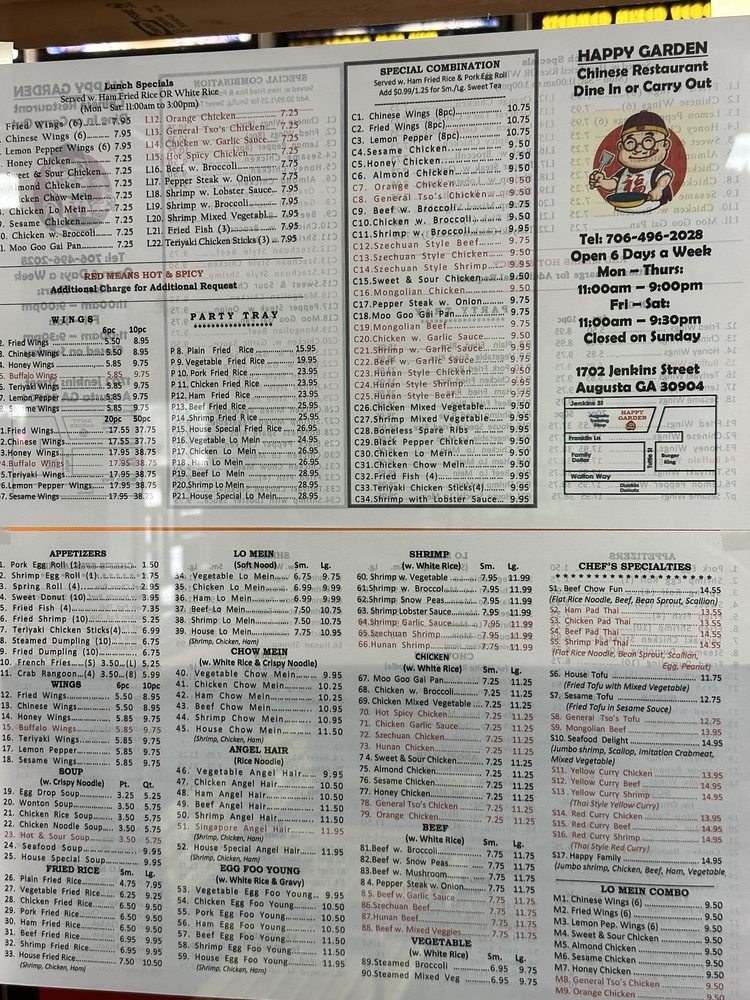 Lunch Specials
Served w. Ham Fried Rice OR White Rice
(Mon – Sat: 11:00am to 3:00pm)
Fried Wings (6) 7.95
Chinese Wings (6) 7.95
Lemon Pepper Wings (6) 7.95
Honey Chicken 7.25
Sweet & Sour Chicken 7.25
Almond Chicken 7.25
Chicken Chow Mein 7.25
Chicken Lo Mein 7.25
Sesame Chicken 7.25
Chicken w. Broccoli 7.25
Moo Goo Gai Pan 7.25
L12. Orange Chicken 7.25
L13. General Tso's Chicken 7.25
L14. Chicken w. Garlic Sauce 7.25
L15. Hot Spicy Chicken 7.25
L16. Beef w. Broccoli 7.75
L17. Pepper Steak w. Onion 7.75
L18. Shrimp w. Lobster Sauce 7.95
L19. Shrimp w. Broccoli 7.95
L20. Shrimp Mixed Vegetabl 7.95
L21. Fried Fish (3) 7.95
L22. Teriyaki Chicken Sticks (3) 7.95
RED MEANS HOT & SPICY
Additional Charge for Additional Request
WINGS
6pc 10pc
2. Fried Wings 5.50 8.95
3. Chinese Wings 5.50 8.95
Honey Wings 5.85 9.75
5. Buffalo Wings 5.85 9.75
6. Teriyaki Wings 5.85 9.75
7. Lemon Pepper 5.85 9.75
8. Sesame Wings 5.85 9.75
20pc 50pc
1. Fried Wings 17.55 37.75
2. Chinese Wings 17.55 37.75
3. Honey Wings 17.95 38.75
4. Buffalo Wings 17.95 38.75
5. Teriyaki Wings 17.95 38.75
6. Lemon Pepper Wings 17.95 38.75
7. Sesame Wings 17.95 38.75
PARTY TRAY
P 8. Plain Fried Rice 15.95
P 9. Vegetable Fried Rice 19.95
P 10. Pork Fried Rice 23.95
P 11. Chicken Fried Rice 23.95
P12. Ham Fried Rice 23.95
P13. Beef Fried Rice 25.95
P14. Shrimp Fried Rice 25.95
P15. House Special Fried Rice 26.95
P16. Vegetable Lo Mein 24.95
P17. Chicken Lo Mein 26.95
P18. Ham Lo Mein 26.95
P19. Beef Lo Mein 28.95
P20. Shrimp Lo Mein 28.95
P21. House Special Lo Mein 28.95
SPECIAL COMBINATION
Served w. Ham Fried Rice & Pork Egg Roll
Add $0.99/1.25 for Sm./Lg. Sweet Tea
C1. Chinese Wings (8pc) 10.75
C2. Fried Wings (8pc) 10.75
C3. Lemon Pepper (8pc) 10.75
C4. Sesame Chicken 9.50
C5. Honey Chicken 9.50
C6. Almond Chicken 9.50
C7. Orange Chicken 9.50
C8. General Tso's Chicken 9.50
C9. Beef w. Broccoli 9.75
C10. Chicken w. Broccoli 9.50
C11. Shrimp w. Broccoli 9.95
C12. Szechuan Style Beef 9.75
C13. Szechuan Style Chicken 9.50
C14. Szechuan Style Shrimp 9.95
C15. Sweet & Sour Chicken 9.50
C16. Mongolian Chicken 9.50
C17. Pepper Steak w. Onion 9.75
C18. Moo Goo Gai Pan 9.50
C19. Mongolian Beef 9.75
C20. Chicken w. Garlic Sauce 9.50
C21. Shrimp w. Garlic Sauce 9.95
C22. Beef w. Garlic Sauce 9.75
C23. Hunan Style Chicken 9.50
C24. Hunan Style Shrimp 9.95
C25. Hunan Style Beef 9.75
C26. Chicken Mixed Vegetable 9.50
C27. Shrimp Mixed Vegetable 9.95
C28. Boneless Spare Ribs 9.95
C29. Black Pepper Chicken 9.50
C30. Chicken Lo Mein 9.50
C31. Chicken Chow Mein 9.50
C32. Fried Fish (4) 9.95
C33. Teriyaki Chicken Sticks(4) 9.95
C34. Shrimp with Lobster Sauce 9.95
HAPPY GARDEN
Chinese Restaurant
Dine In or Carry Out
Tel: 706-496-2028
Open 6 Days a Week
Mon – Thurs:
11:00am – 9:00pm
Fri – Sat:
11:00am – 9:30pm
Closed on Sunday
1702 Jenkins Street
Augusta GA 30904
Jenkins St
HAPPY GARDEN
Franklin Ln
Family Dollar
Burger King
Walton Way
Dunkin Donuts
APPETIZERS
1. Pork Egg Roll (1) 1.50
2. Shrimp Egg Roll (1) 1.75
3. Spring Roll (2) 2.95
4. Sweet Donut (10) 3.95
5. Fried Fish (4) 7.35
6. Fried Shrimp (10) 5.25
7. Teriyaki Chicken Sticks(4) 6.99
8. Steamed Dumpling (10) 6.75
9. Fried Dumpling (10) 6.75
10. French Fries (S) 3.50 (L) 5.25
11. Crab Rangoon (4) 3.50 (8) 5.99
WINGS 6pc 10pc
12. Fried Wings 5.50 8.95
13. Chinese Wings 5.50 8.95
14. Honey Wings 5.85 9.75
15. Buffalo Wings 5.85 9.75
16. Teriyaki Wings 5.85 9.75
17. Lemon Pepper 5.85 9.75
18. Sesame Wings 5.85 9.75
SOUP
(w. Crispy Noodle) Pt. Qt.
19. Egg Drop Soup 3.25 5.25
20. Wonton Soup 3.50 5.75
21. Chicken Rice Soup 3.50 5.75
22. Chicken Noodle Soup 3.50 5.75
23. Hot & Sour Soup 3.50 5.75
24. Seafood Soup 9.95
25. House Special Soup 9.95
FRIED RICE Sm. Lg.
26. Plain Fried Rice 4.75 7.95
27. Vegetable Fried Rice 6.25 9.25
28. Chicken Fried Rice 6.50 9.50
29. Pork Fried Rice 6.50 9.50
30. Ham Fried Rice 6.50 9.50
31. Beef Fried Rice 6.95 9.95
32. Shrimp Fried Rice 6.95 9.95
33. House Fried Rice 7.50 10.50
(Shrimp, Chicken, Ham)
LO MEIN
(Soft Nood) Sm. Lg.
34. Vegetable Lo Mein 6.75 9.75
35. Chicken Lo Mein 6.99 9.99
36. Ham Lo Mein 6.99 9.99
37. Beef Lo Mein 7.50 10.75
38. Shrimp Lo Mein 7.50 10.75
39. House Lo Mein 7.75 10.95
(Shrimp, Chicken, Ham)
CHOW MEIN
(w. White Rice & Crispy Noodle)
40. Vegetable Chow Mein 9.95
41. Chicken Chow Mein 10.25
42. Ham Chow Mein 10.25
43. Beef Chow Mein 10.95
44. Shrimp Chow Mein 10.95
45. House Chow Mein 11.50
(Shrimp, Chicken, Ham)
ANGEL HAIR
(Rice Noodle)
46. Vegetable Angel Hair 9.95
47. Chicken Angel Hair 10.50
48. Ham Angel Hair 10.50
49. Beef Angel Hair 11.50
50. Shrimp Angel Hair 11.50
51. Singapore Angel Hair 11.95
(Shrimp, Chicken, Ham)
52. House Special Angel Hair 11.95
(Shrimp, Chicken, Ham)
EGG FOO YOUNG
(w. White Rice & Gravy)
53. Vegetable Egg Foo Young 9.95
54. Chicken Egg Foo Young 10.50
55. Pork Egg Foo Young 10.50
56. Ham Egg Foo Young 10.50
57. Beef Egg Foo Young 11.50
58. Shrimp Egg Foo Young 11.50
59. House Egg Foo Young 11.95
(Shrimp, Chicken, Ham)
SHRIMP
(w. White Rice) Sm. Lg.
60. Shrimp w. Vegetable 7.95 11.99
61. Shrimp w. Broccol 7.95 11.99
62. Shrimp Snow Peas 7.95 11.99
63. Shrimp Lobster Sauce 7.95 11.99
64. Shrimp Garlic Sauce 7.95 11.99
65. Szechuan Shrimp 7.95 11.99
66. Hunan Shrimp 7.95 11.99
CHICKEN
(w. White Rice) Sm. Lg.
67. Moo Goo Gai Pan 7.25 11.25
68. Chicken w. Broccoli 7.25 11.25
69. Chicken Mixed Vegetable 7.25 11.25
70. Hot Spicy Chicken 7.25 11.25
71. Chicken Garlic Sauce 7.25 11.25
72. Szechuan Chicken 7.25 11.25
73. Hunan Chicken 7.25 11.25
74. Sweet & Sour Chicken 7.25 11.25
75. Almond Chicken 7.25 11.25
76. Sesame Chicken 7.25 11.25
77. Honey Chicken 7.25 11.25
78. General Tso's Chicken 7.25 11.25
79. Orange Chicken 7.25 11.25
BEEF
(w. White Rice) Sm. Lg.
81. Beef w. Broccoli 7.75 11.75
82. Beef w. Snow Peas 7.75 11.75
83. Beef w. Mushroom 7.75 11.75
84. Pepper Steak w. Onion 7.75 11.75
85. Beef w. Garlic Sauce 7.75 11.75
86. Szechuan Beef 7.75 11.75
87. Hunan Beef 7.75 11.75
88. Beef w. Mixed Veggies 7.75 11.75
VEGETABLE
(w. White Rice) Sm. Lg.
89. Steamed Broccoli 6.95 9.75
90. Steamed Mixed Veg 6.95 9.75
CHEF'S SPECIALTIES
S1. Beef Chow Fun 14.55
(Flat Rice Noodle, Beef, Bean Sprout, Scallion)
S2. Ham Pad Thai 13.55
S3. Chicken Pad Thai 13.55
S4. Beef Pad Thai 14.55
S5. Shrimp Pad Thai 14.55
(Flat Rice Noodle, Bean Sprout, Scallion,
Egg, Peanut)
S6. House Tofu 11.75
(Fried Tofu with Mixed Vegetable)
S7. Sesame Tofu 12.75
(Fried Tofu in Sesame Sauce)
S8. General Tso's Tofu 12.75
S9. Mongolian Beef 13.95
S10. Seafood Delight 14.95
(Jumbo shrimp, Scallop, Imitation Crabmeat,
Mixed Vegetable)
S11. Yellow Curry Chicken 13.95
S12. Yellow Curry Beef 14.95
S13. Yellow Curry Shrimp 14.95
(Thai Style Yellow Curry)
S14. Red Curry Chicken 13.95
S15. Red Curry Beef 14.95
S16. Red Curry Shrimp 14.95
(Thai Style Red Curry)
S17. Happy Family 14.95
(Jumbo shrimp, Chicken, Beef, Ham, Vegetable
LO MEIN COMBO
M1. Chinese Wings (6) 9.50
M2. Fried Wings (6) 9.50
M3. Lemon Pep. Wings (6) 9.50
M4. Sweet & Sour Chicken 9.50
M5. Almond Chicken 9.50
M6. Sesame Chicken 9.50
M7. Honey Chicken 9.50
M8. General Tso's Chicken 9.50
M9. Orange Chicken 9.50